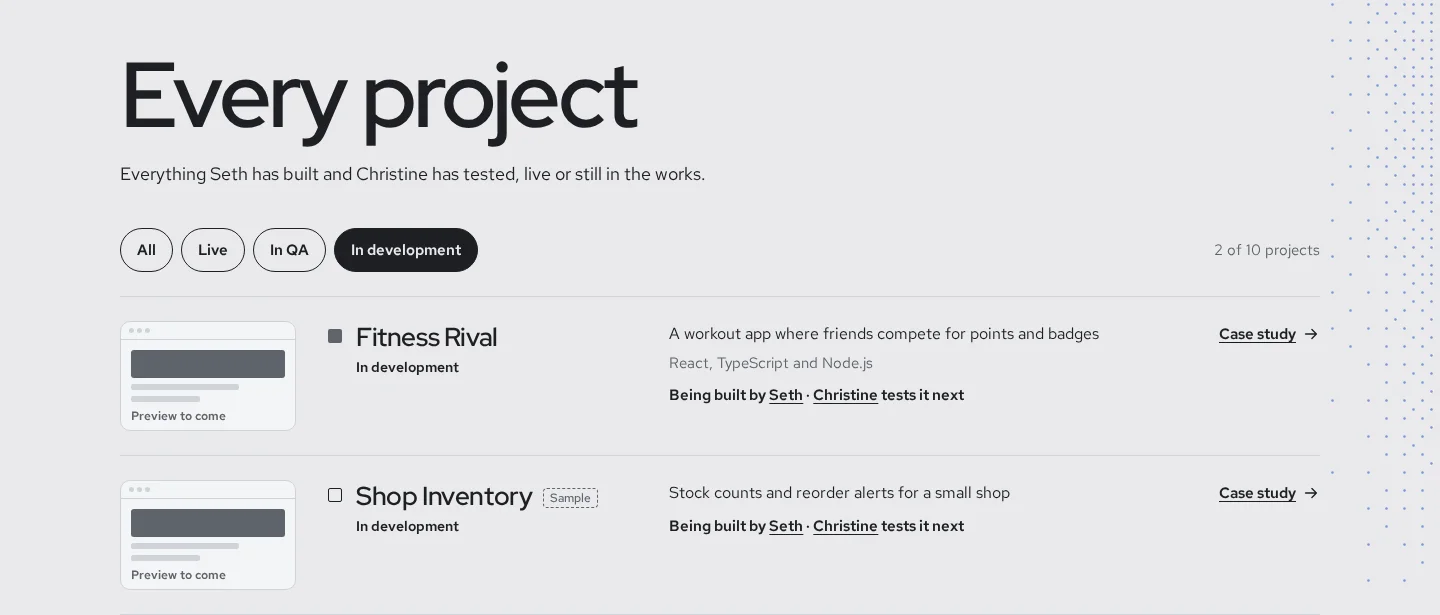 Every project
Everything Seth has built and Christine has tested, live or still in the works.
All
Live
In QA
In development
2 of 10 projects
Preview to come
Fitness Rival
In development
A workout app where friends compete for points and badges
React, TypeScript and Node.js
Being built by Seth · Christine tests it next
Case study →
Preview to come
Shop Inventory
Sample
In development
Stock counts and reorder alerts for a small shop
Being built by Seth · Christine tests it next
Case study →